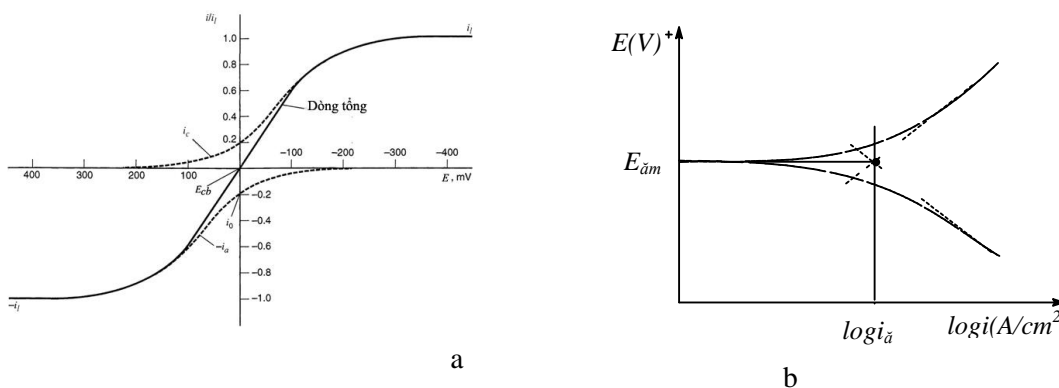 i/i_l
i_l
1.0
0.8
0.6
Dòng tổng
0.4
i_c
0.2
-100
-200
-300
-400
400
300
200
100
0
E, mV
E_cb
-0.2
i_0
-0.4
-i_a
-0.6
-0.8
-i_l
-1.0
a
E(V)+
E_ăm
logi_ă
logi(A/cm²
b